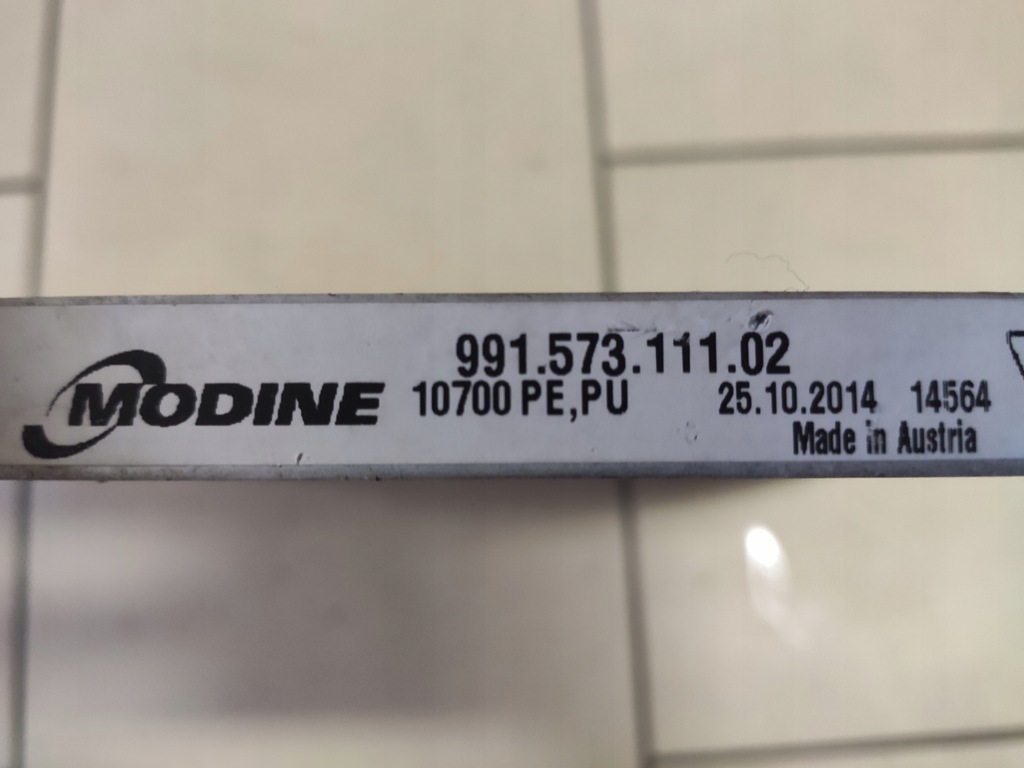 MODINE
991.573.111.02
10700 PE,PU 25.10.2014 14564
Made in Austria